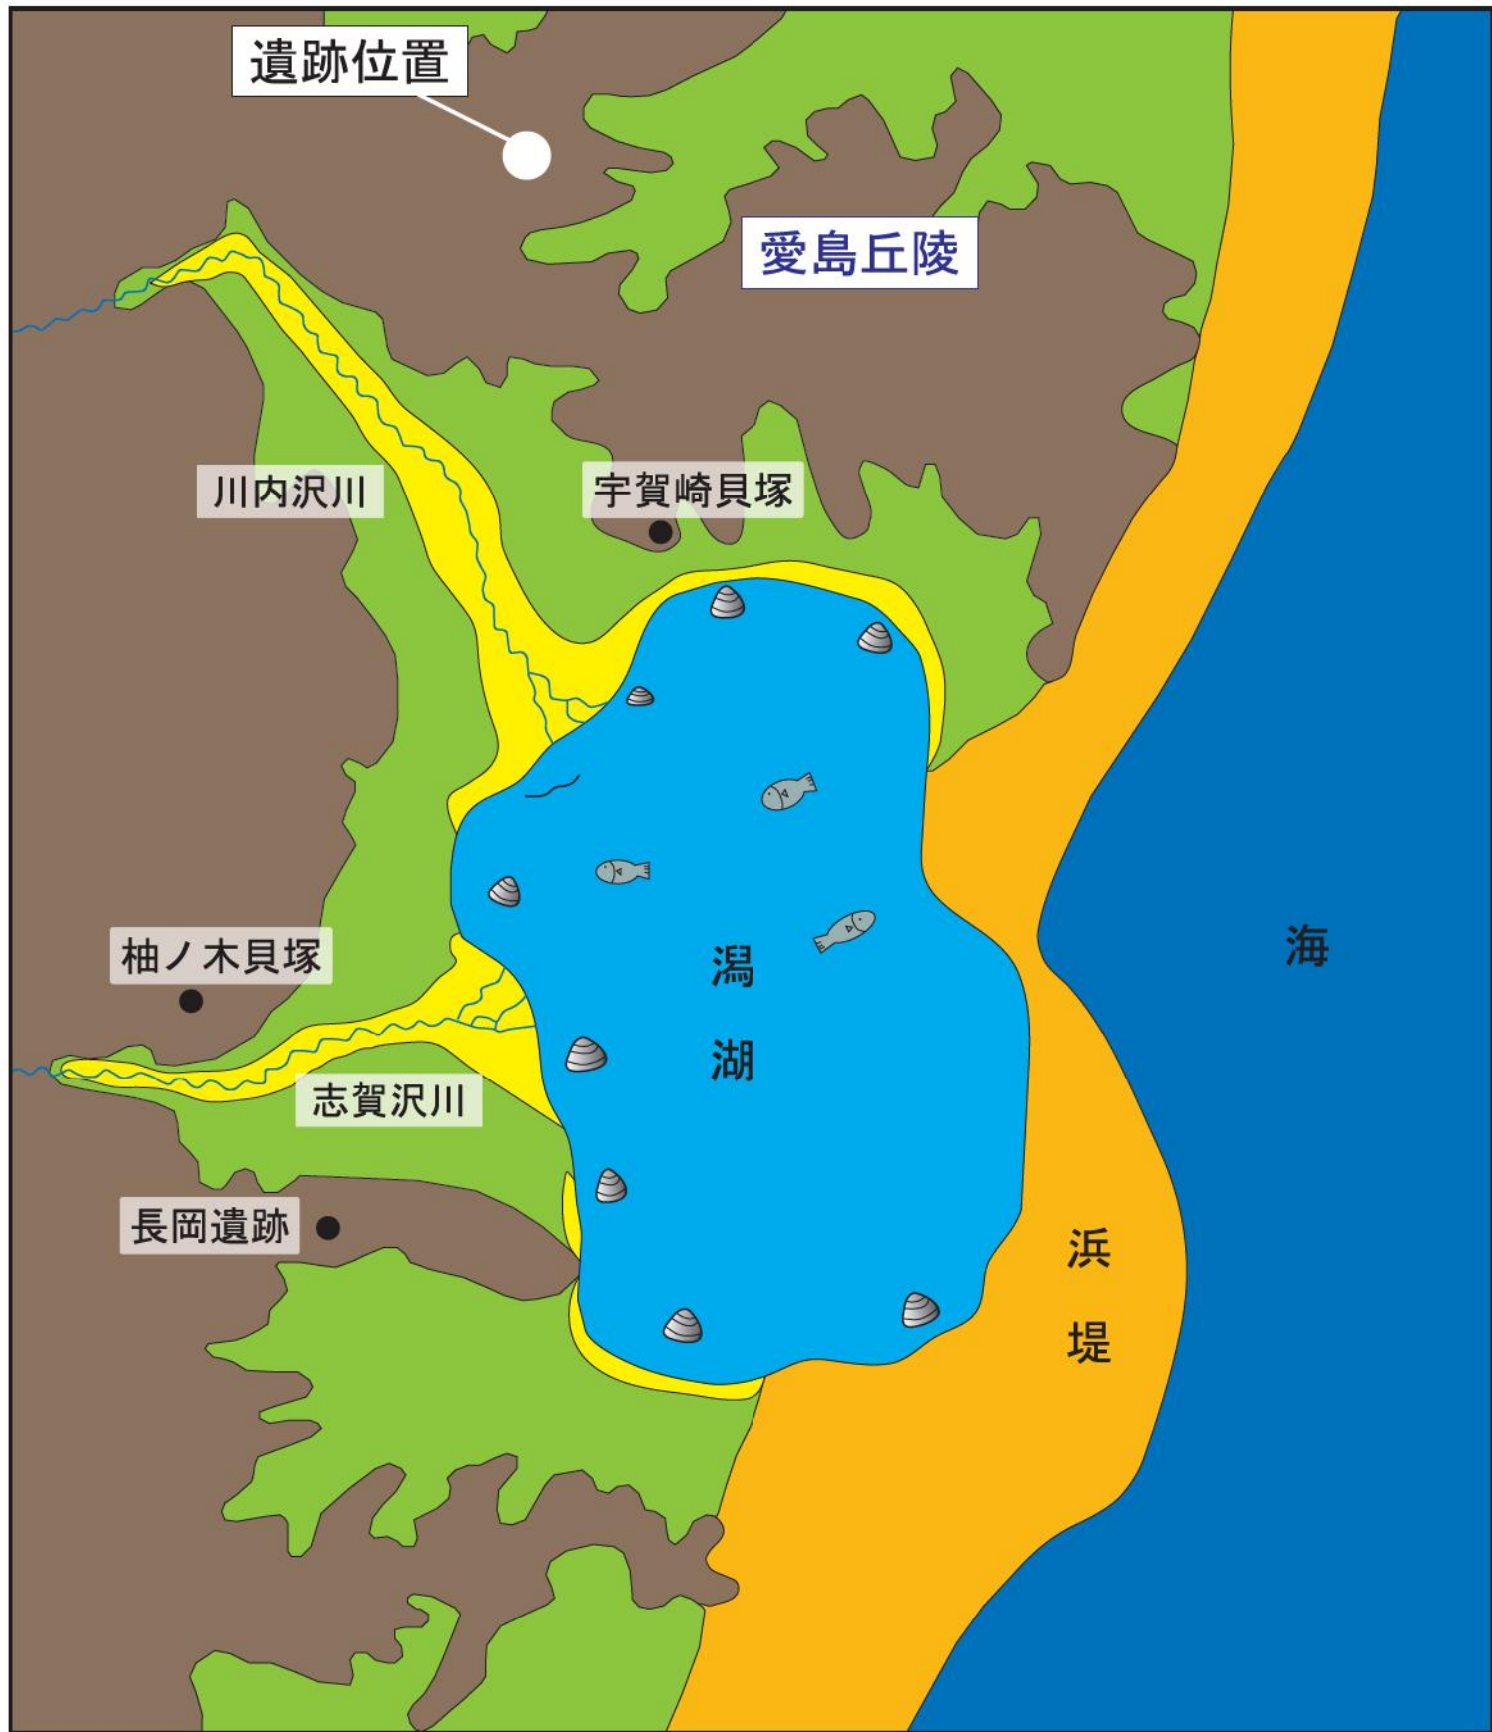 遺跡位置
愛島丘陵
川内沢川
宇賀崎貝塚
柚ノ木貝塚
海
潟湖
志賀沢川
長岡遺跡
浜堤